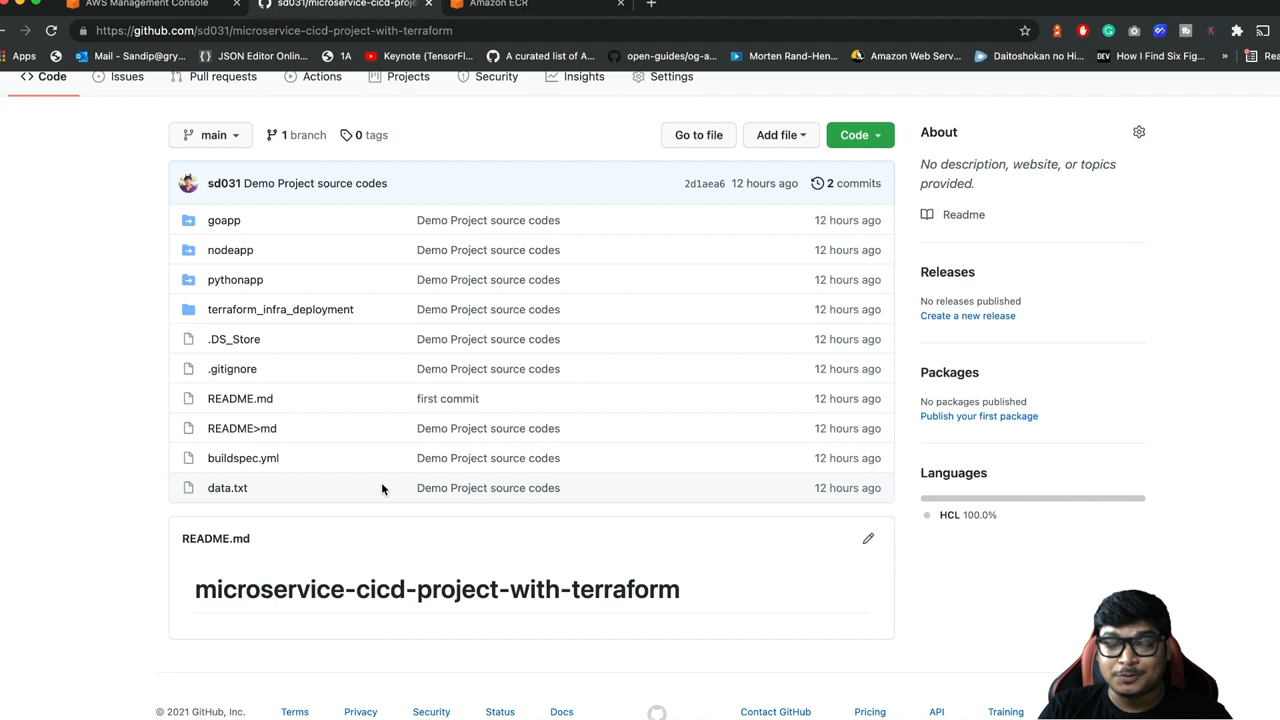 AWS Management Console × sd031/microservice-cicd-proje × Amazon ECR × +
https://github.com/sd031/microservice-cicd-project-with-terraform
Apps Mail - Sandip@gry... JSON Editor Onlin... 1A Keynote (TensorFl... A curated list of A... open-guides/og-a... Morten Rand-Hen... Amazon Web Serv... Daitoshokan no Hi... DEV How I Find Six Fig... » Rea
<> Code Issues Pull requests Actions Projects Security Insights Settings
main 1 branch 0 tags Go to file Add file Code
sd031 Demo Project source codes 2d1aea6 12 hours ago 2 commits
goapp Demo Project source codes 12 hours ago
nodeapp Demo Project source codes 12 hours ago
pythonapp Demo Project source codes 12 hours ago
terraform_infra_deployment Demo Project source codes 12 hours ago
.DS_Store Demo Project source codes 12 hours ago
.gitignore Demo Project source codes 12 hours ago
README.md first commit 12 hours ago
README>md Demo Project source codes 12 hours ago
buildspec.yml Demo Project source codes 12 hours ago
data.txt Demo Project source codes 12 hours ago
README.md
microservice-cicd-project-with-terraform
About
No description, website, or topics
provided.
Readme
Releases
No releases published
Create a new release
Packages
No packages published
Publish your first package
Languages
HCL 100.0%
© 2021 GitHub, Inc. Terms Privacy Security Status Docs Contact GitHub Pricing API Training